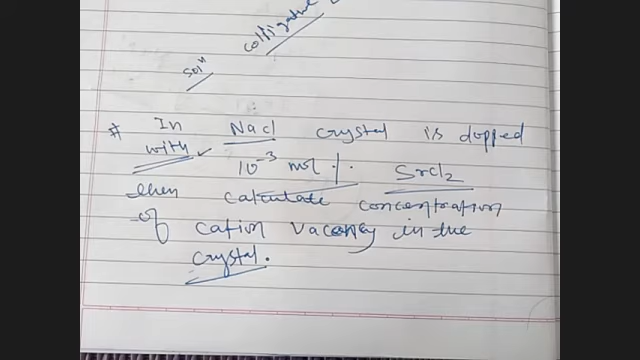 colligative
solⁿ
# In Nacl crystal is dopped
with 10⁻³ mol %. Srcl₂
then calculate concentration
of cation vacancy in the
crystal.